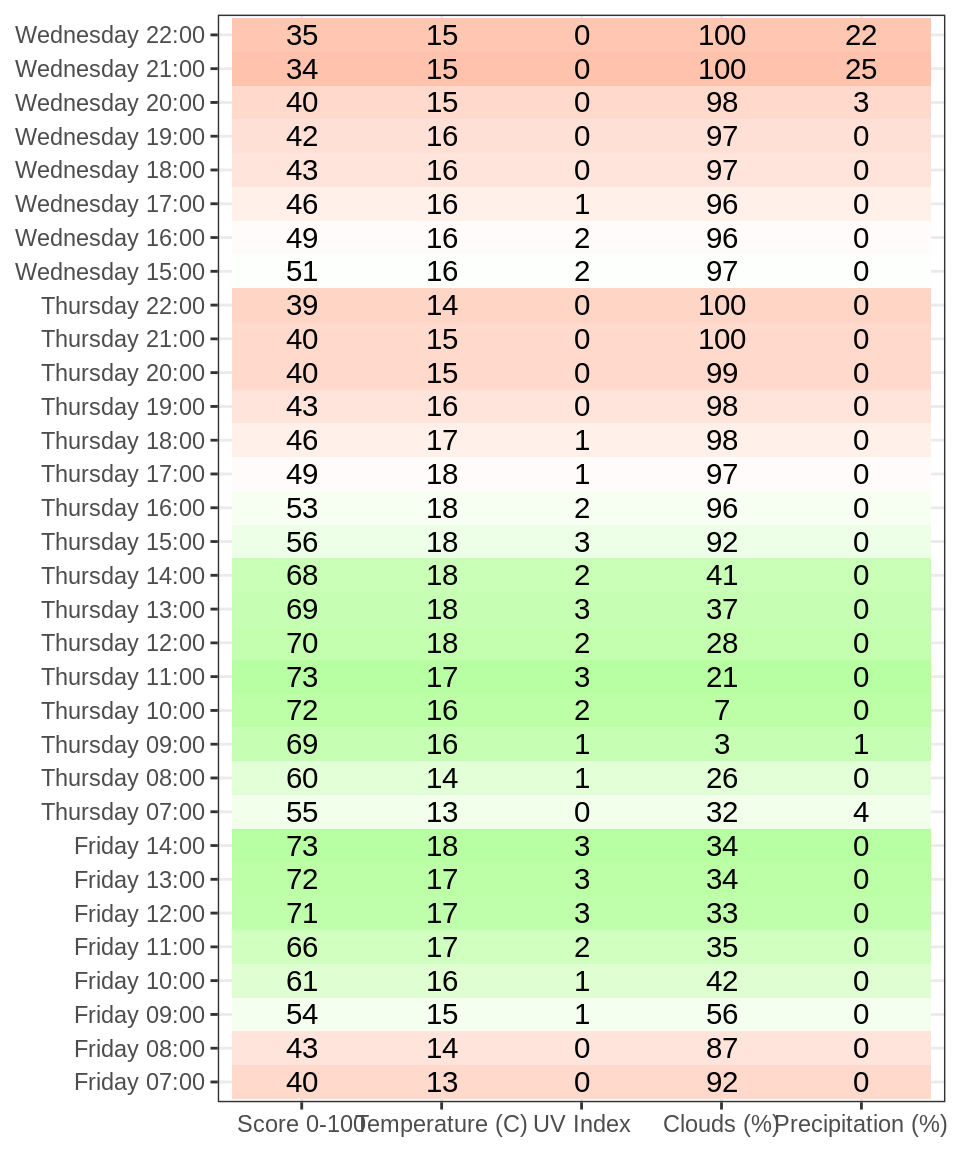 Wednesday 22:00 35 15 0 100 22
Wednesday 21:00 34 15 0 100 25
Wednesday 20:00 40 15 0 98 3
Wednesday 19:00 42 16 0 97 0
Wednesday 18:00 43 16 0 97 0
Wednesday 17:00 46 16 1 96 0
Wednesday 16:00 49 16 2 96 0
Wednesday 15:00 51 16 2 97 0
Thursday 22:00 39 14 0 100 0
Thursday 21:00 40 15 0 100 0
Thursday 20:00 40 15 0 99 0
Thursday 19:00 43 16 0 98 0
Thursday 18:00 46 17 1 98 0
Thursday 17:00 49 18 1 97 0
Thursday 16:00 53 18 2 96 0
Thursday 15:00 56 18 3 92 0
Thursday 14:00 68 18 2 41 0
Thursday 13:00 69 18 3 37 0
Thursday 12:00 70 18 2 28 0
Thursday 11:00 73 17 3 21 0
Thursday 10:00 72 16 2 7 0
Thursday 09:00 69 16 1 3 1
Thursday 08:00 60 14 1 26 0
Thursday 07:00 55 13 0 32 4
Friday 14:00 73 18 3 34 0
Friday 13:00 72 17 3 34 0
Friday 12:00 71 17 3 33 0
Friday 11:00 66 17 2 35 0
Friday 10:00 61 16 1 42 0
Friday 09:00 54 15 1 56 0
Friday 08:00 43 14 0 87 0
Friday 07:00 40 13 0 92 0
Score 0-100 Temperature (C) UV Index Clouds (%) Precipitation (%)